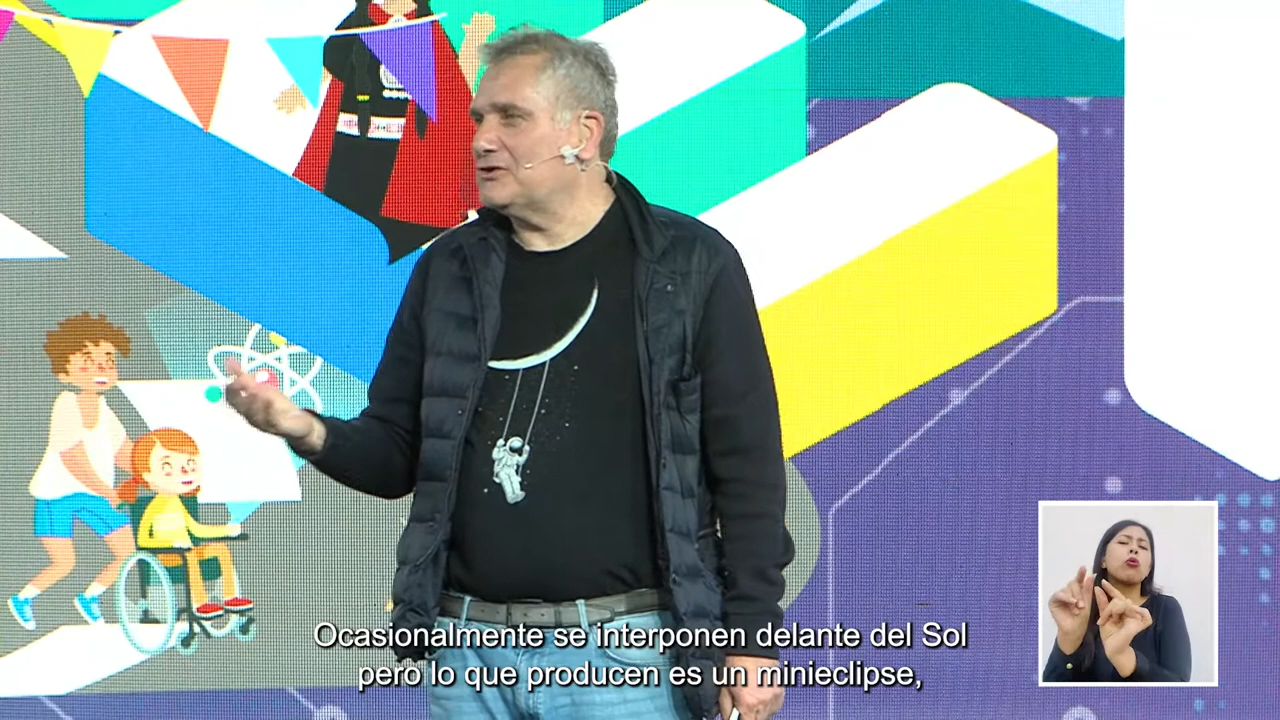 Ocasionalmente se interponen delante del Sol
pero lo que producen es un minieclipse,